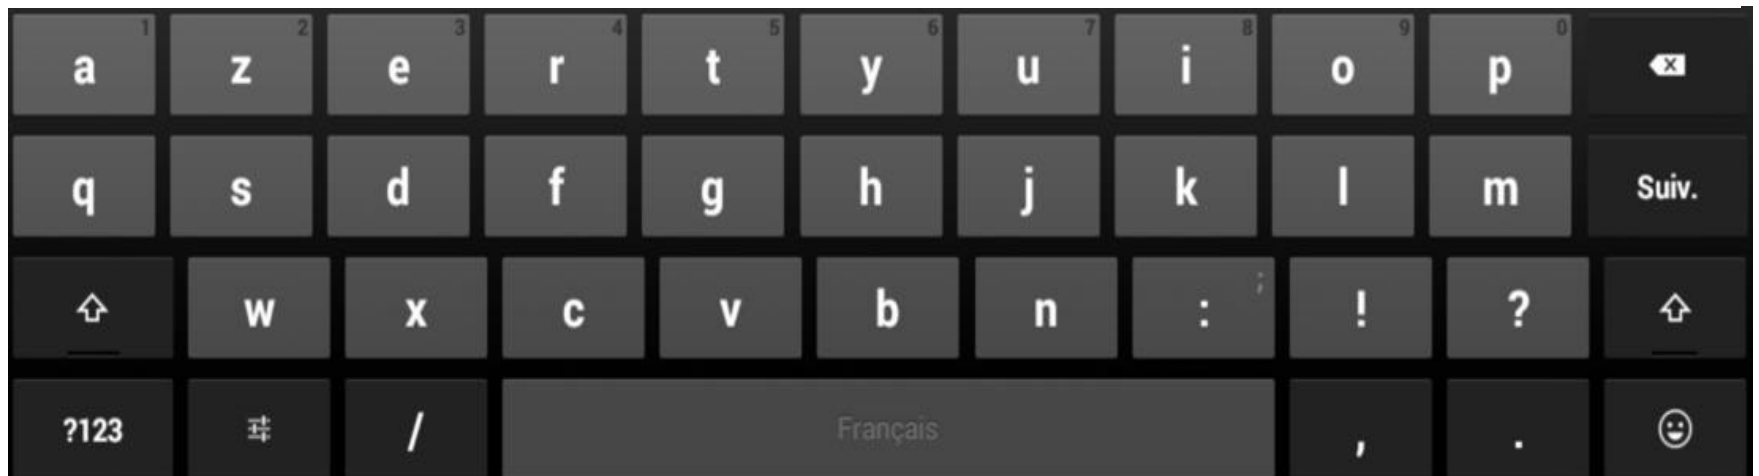 1 2 3 4 5 6 7 8 9 0
a z e r t y u i o p
q s d f g h j k l m Suiv.
;
w x c v b n : ! ?
?123 / Français , .